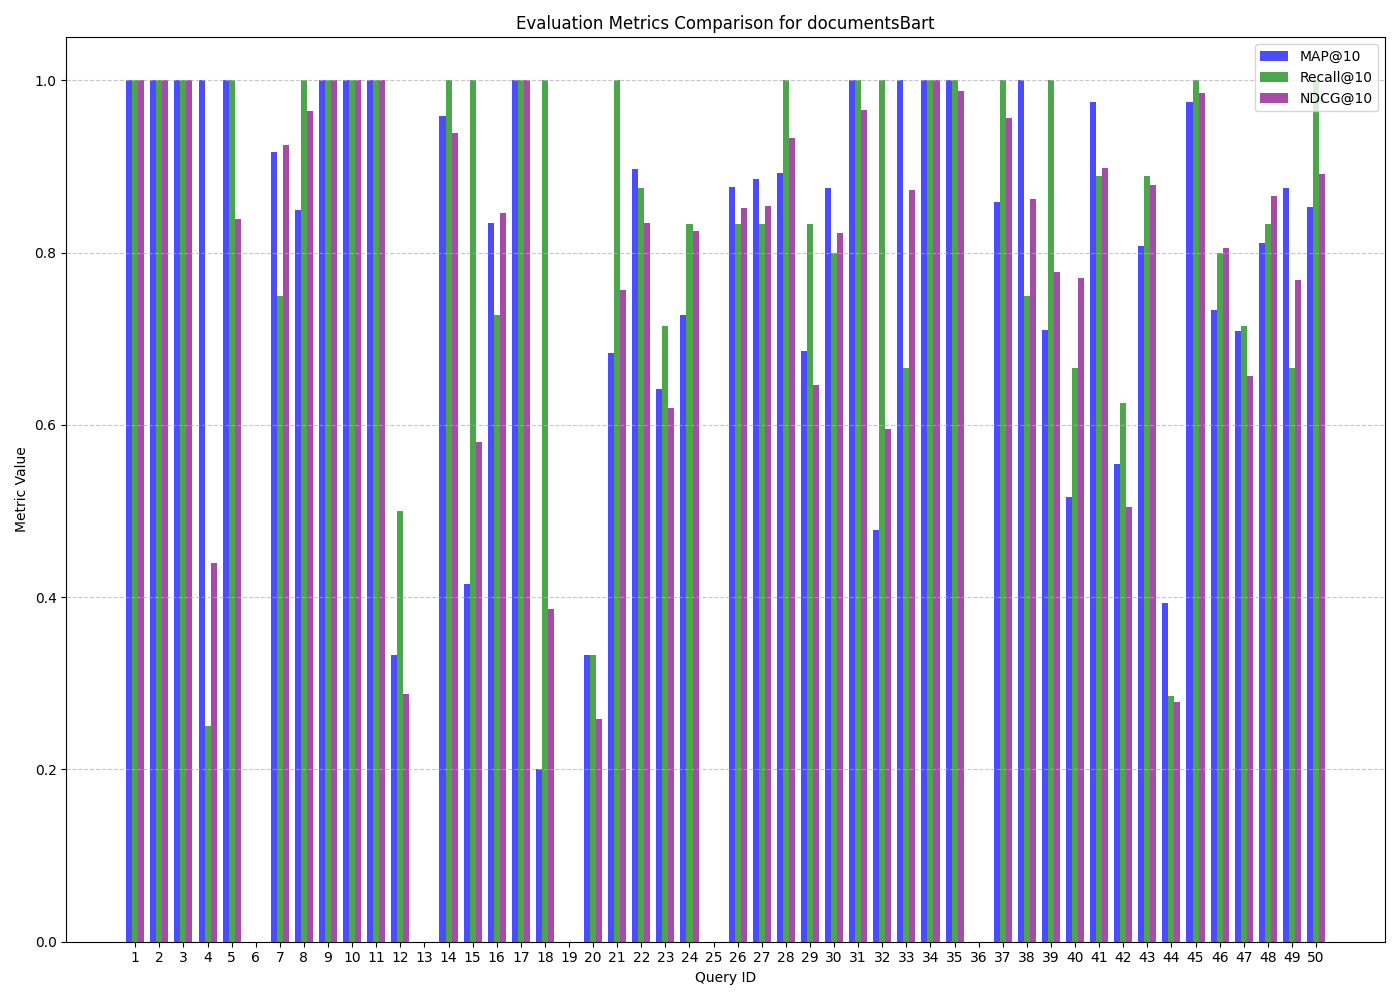 Evaluation Metrics Comparison for documentsBart
MAP@10
Recall@10
NDCG@10
1.0
0.8
0.6
0.4
0.2
0.0
Metric Value
1 2 3 4 5 6 7 8 9 10 11 12 13 14 15 16 17 18 19 20 21 22 23 24 25 26 27 28 29 30 31 32 33 34 35 36 37 38 39 40 41 42 43 44 45 46 47 48 49 50
Query ID